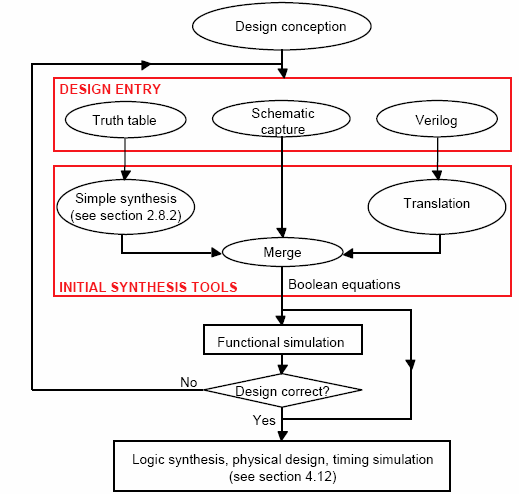 Design conception
DESIGN ENTRY
Truth table
Schematic
capture
Verilog
Simple synthesis
(see section 2.8.2)
Translation
Merge
INITIAL SYNTHESIS TOOLS
Boolean equations
Functional simulation
No
Design correct?
Yes
Logic synthesis, physical design, timing simulation
(see section 4.12)